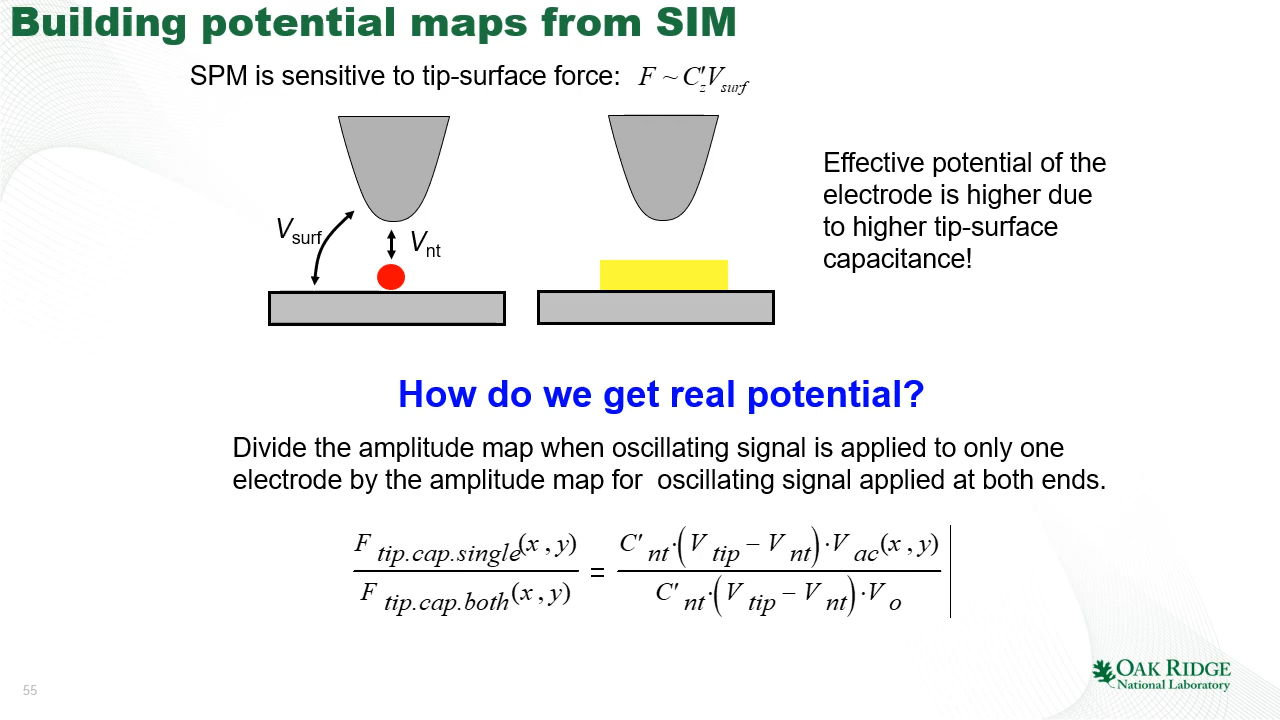 Building potential maps from SIM
SPM is sensitive to tip-surface force: F ~ C′z Vsurf
Vsurf
Vnt
Effective potential of the
electrode is higher due
to higher tip-surface
capacitance!
How do we get real potential?
Divide the amplitude map when oscillating signal is applied to only one
electrode by the amplitude map for oscillating signal applied at both ends.
F tip.cap.single(x , y)
F tip.cap.both(x , y)
=
C' nt·(V tip − V nt)·V ac(x , y)
C' nt·(V tip − V nt)·V o
55
OAK RIDGE
National Laboratory